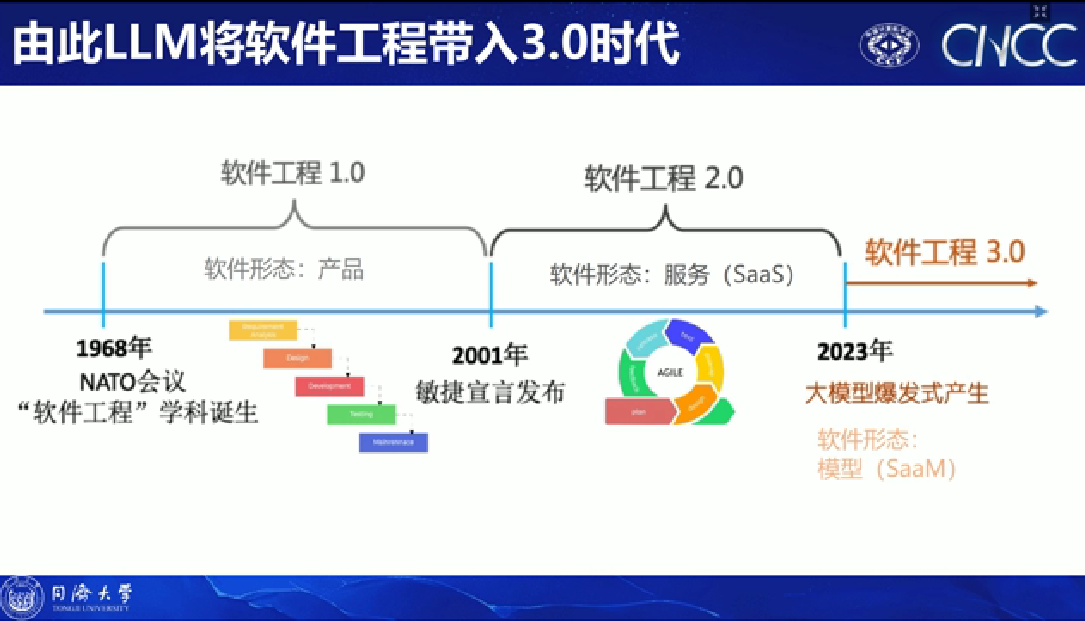 由此LLM将软件工程带入3.0时代
CCF
CNCC
软件工程 1.0
软件工程 2.0
软件工程 3.0
软件形态：产品
软件形态：服务（SaaS）
1968年
NATO会议
“软件工程”学科诞生
Design
Development
Testing
2001年
敏捷宣言发布
AGILE
plan
design
2023年
大模型爆发式产生
软件形态：
模型（SaaM）
同济大学
TONGJI UNIVERSITY